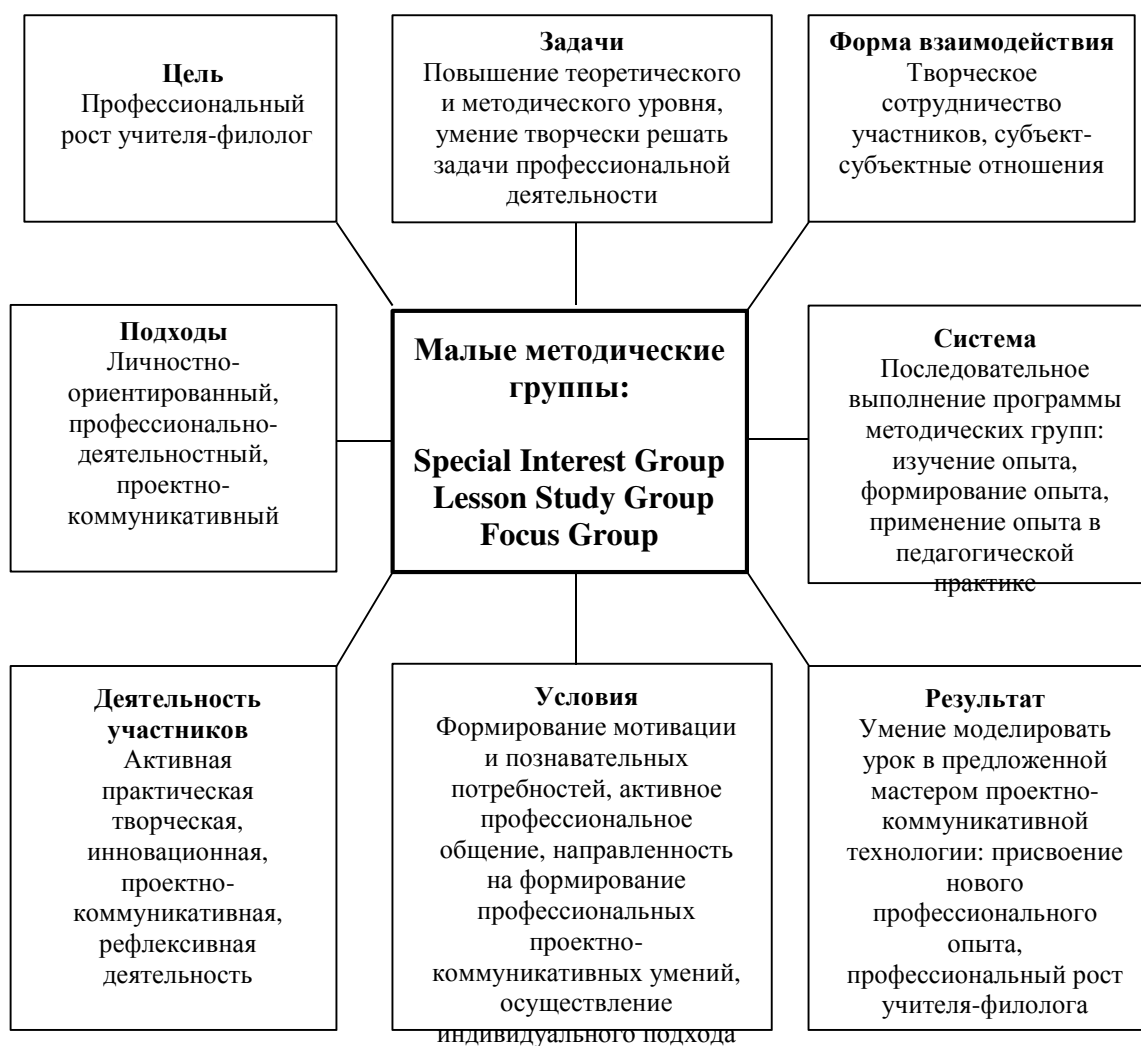 Цель
Профессиональный
рост учителя-филолог
Задачи
Повышение теоретического
и методического уровня,
умение творчески решать
задачи профессиональной
деятельности
Форма взаимодействия
Творческое
сотрудничество
участников, субъект-
субъектные отношения
Подходы
Личностно-
ориентированный,
профессионально-
деятельностный,
проектно-
коммуникативный
Малые методические
группы:
Special Interest Group
Lesson Study Group
Focus Group
Система
Последовательное
выполнение программы
методических групп:
изучение опыта,
формирование опыта,
применение опыта в
педагогической
практике
Деятельность
участников
Активная
практическая
творческая,
инновационная,
проектно-
коммуникативная,
рефлексивная
деятельность
Условия
Формирование мотивации
и познавательных
потребностей, активное
профессиональное
общение, направленность
на формирование
профессиональных
проектно-
коммуникативных умений,
осуществление
индивидуального подхода
Результат
Умение моделировать
урок в предложенной
мастером проектно-
коммуникативной
технологии: присвоение
нового
профессионального
опыта,
профессиональный рост
учителя-филолога